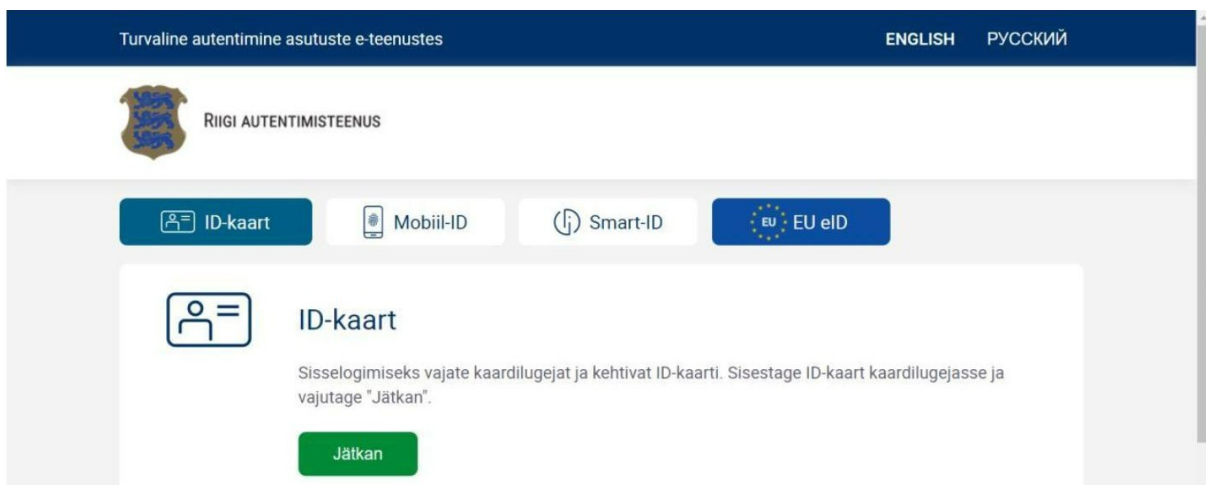 Turvaline autentimine asutuste e-teenustes
ENGLISH РУССКИЙ
RIIGI AUTENTIMISTEENUS
ID-kaart Mobiil-ID Smart-ID EU EU eID
ID-kaart
Sisselogimiseks vajate kaardilugejat ja kehtivat ID-kaarti. Sisestage ID-kaart kaardilugejasse ja
vajutage "Jätkan".
Jätkan